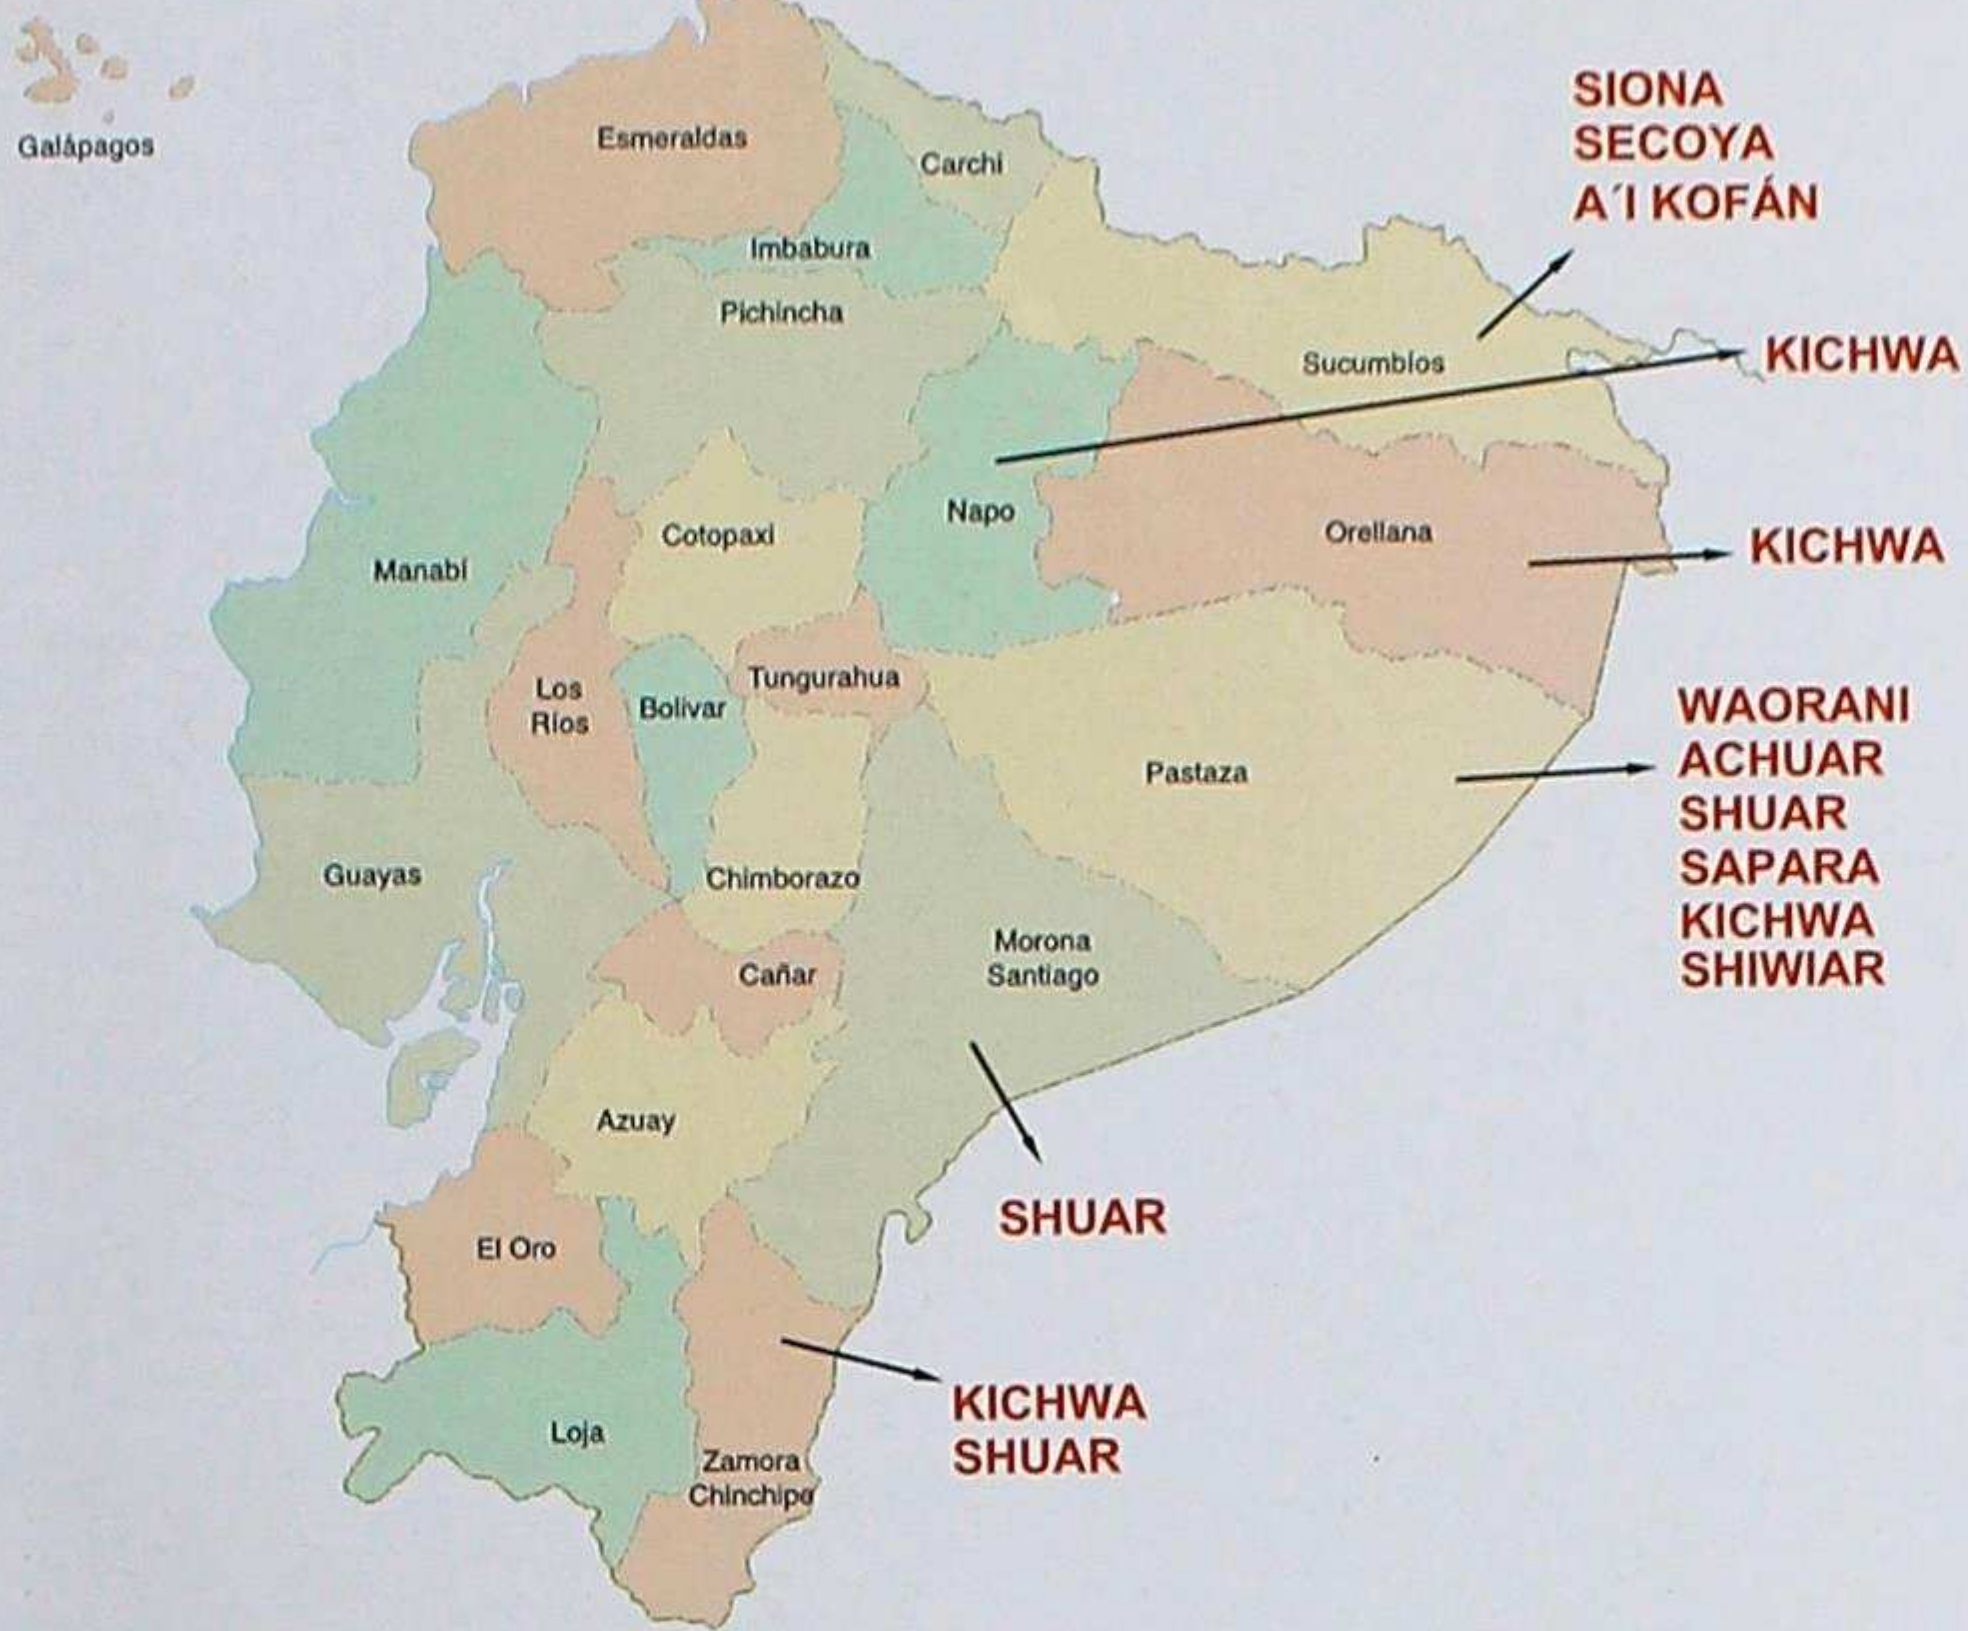 Galápagos
Esmeraldas
Carchi
Imbabura
Pichincha
SIONA
SECOYA
A´I KOFÁN
Sucumbíos
KICHWA
Napo
Orellana
KICHWA
Cotopaxi
Manabí
Tungurahua
Los
Ríos
Bolívar
Pastaza
WAORANI
ACHUAR
SHUAR
SAPARA
KICHWA
SHIWIAR
Guayas
Chimborazo
Morona
Santiago
Cañar
Azuay
SHUAR
El Oro
KICHWA
SHUAR
Loja
Zamora
Chinchipe